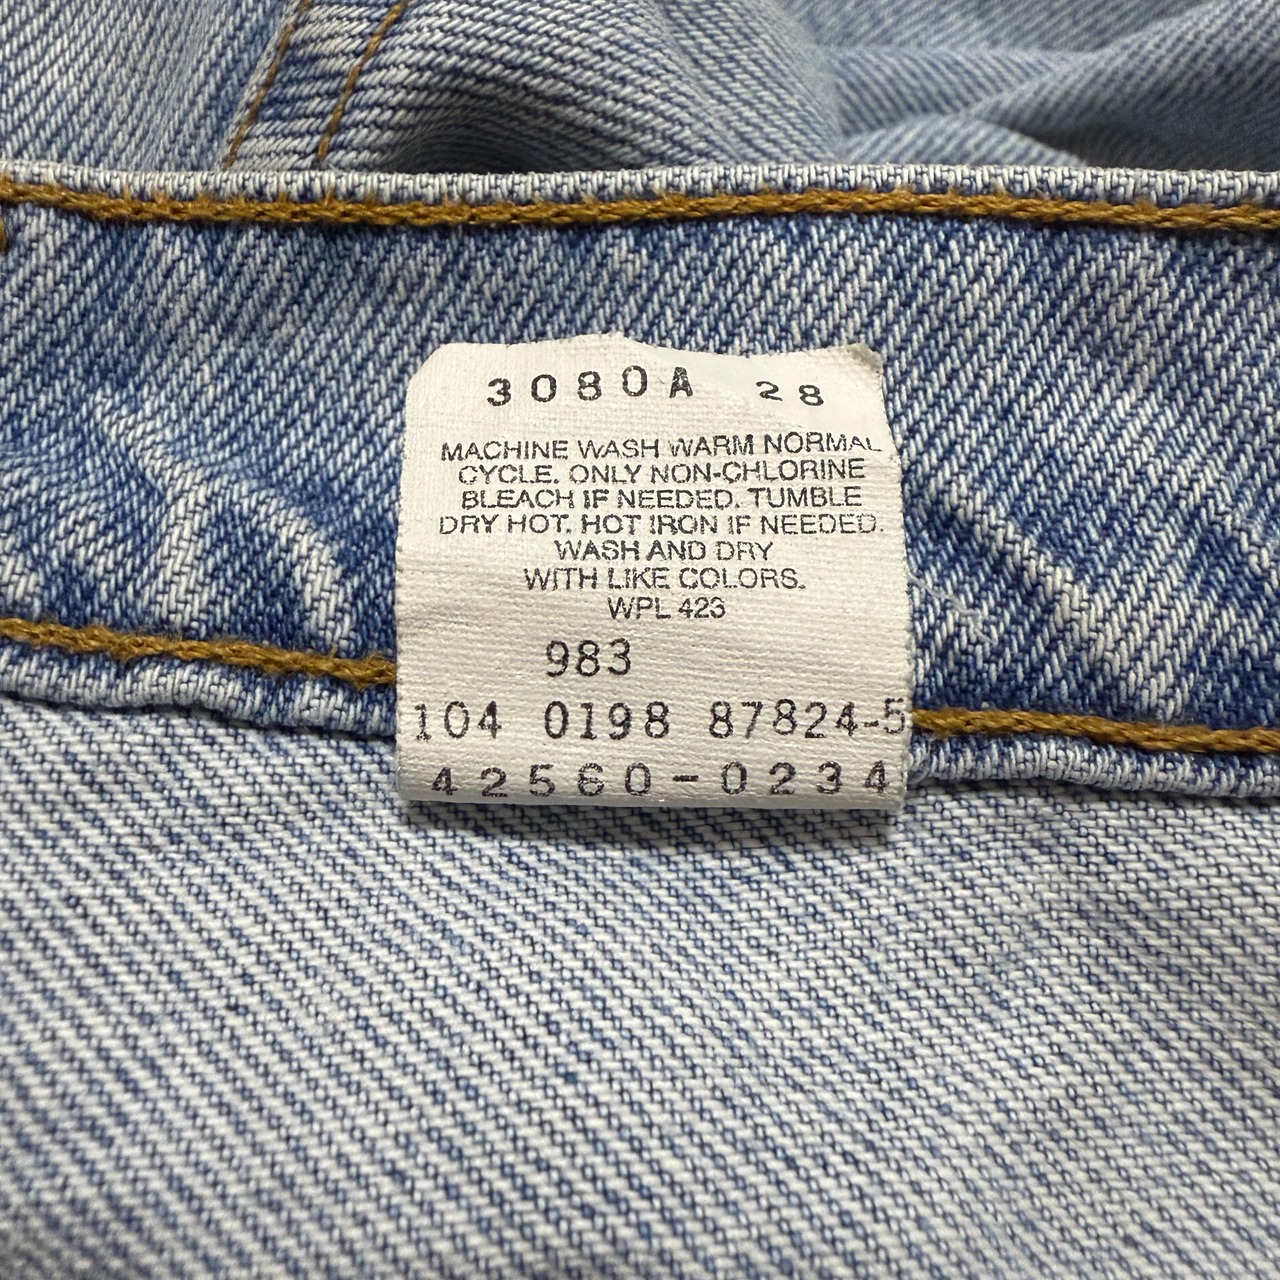 3080A 28
MACHINE WASH WARM NORMAL
CYCLE. ONLY NON-CHLORINE
BLEACH IF NEEDED. TUMBLE
DRY HOT. HOT IRON IF NEEDED.
WASH AND DRY
WITH LIKE COLORS.
WPL 423
983
104 0198 87824-5
42560-0234